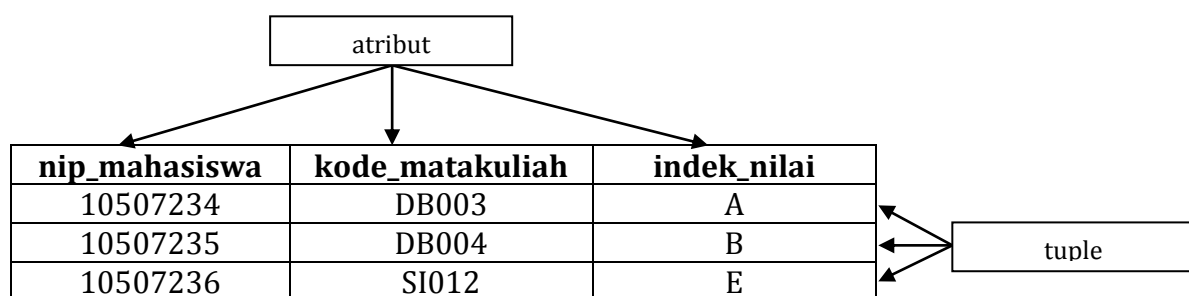 atribut
nip_mahasiswa kode_matakuliah indek_nilai
10507234 DB003 A
10507235 DB004 B
tuple
10507236 SI012 E